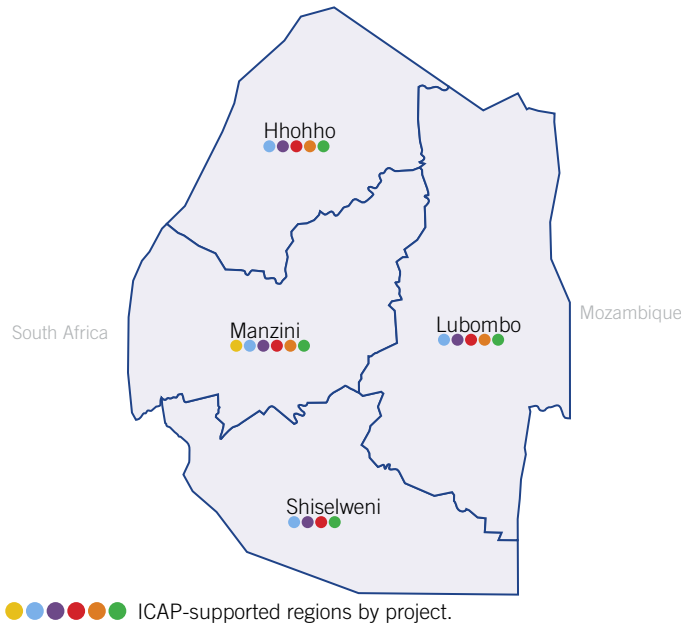 Hhohho
South Africa
Manzini
Lubombo
Mozambique
Shiselweni
ICAP-supported regions by project.